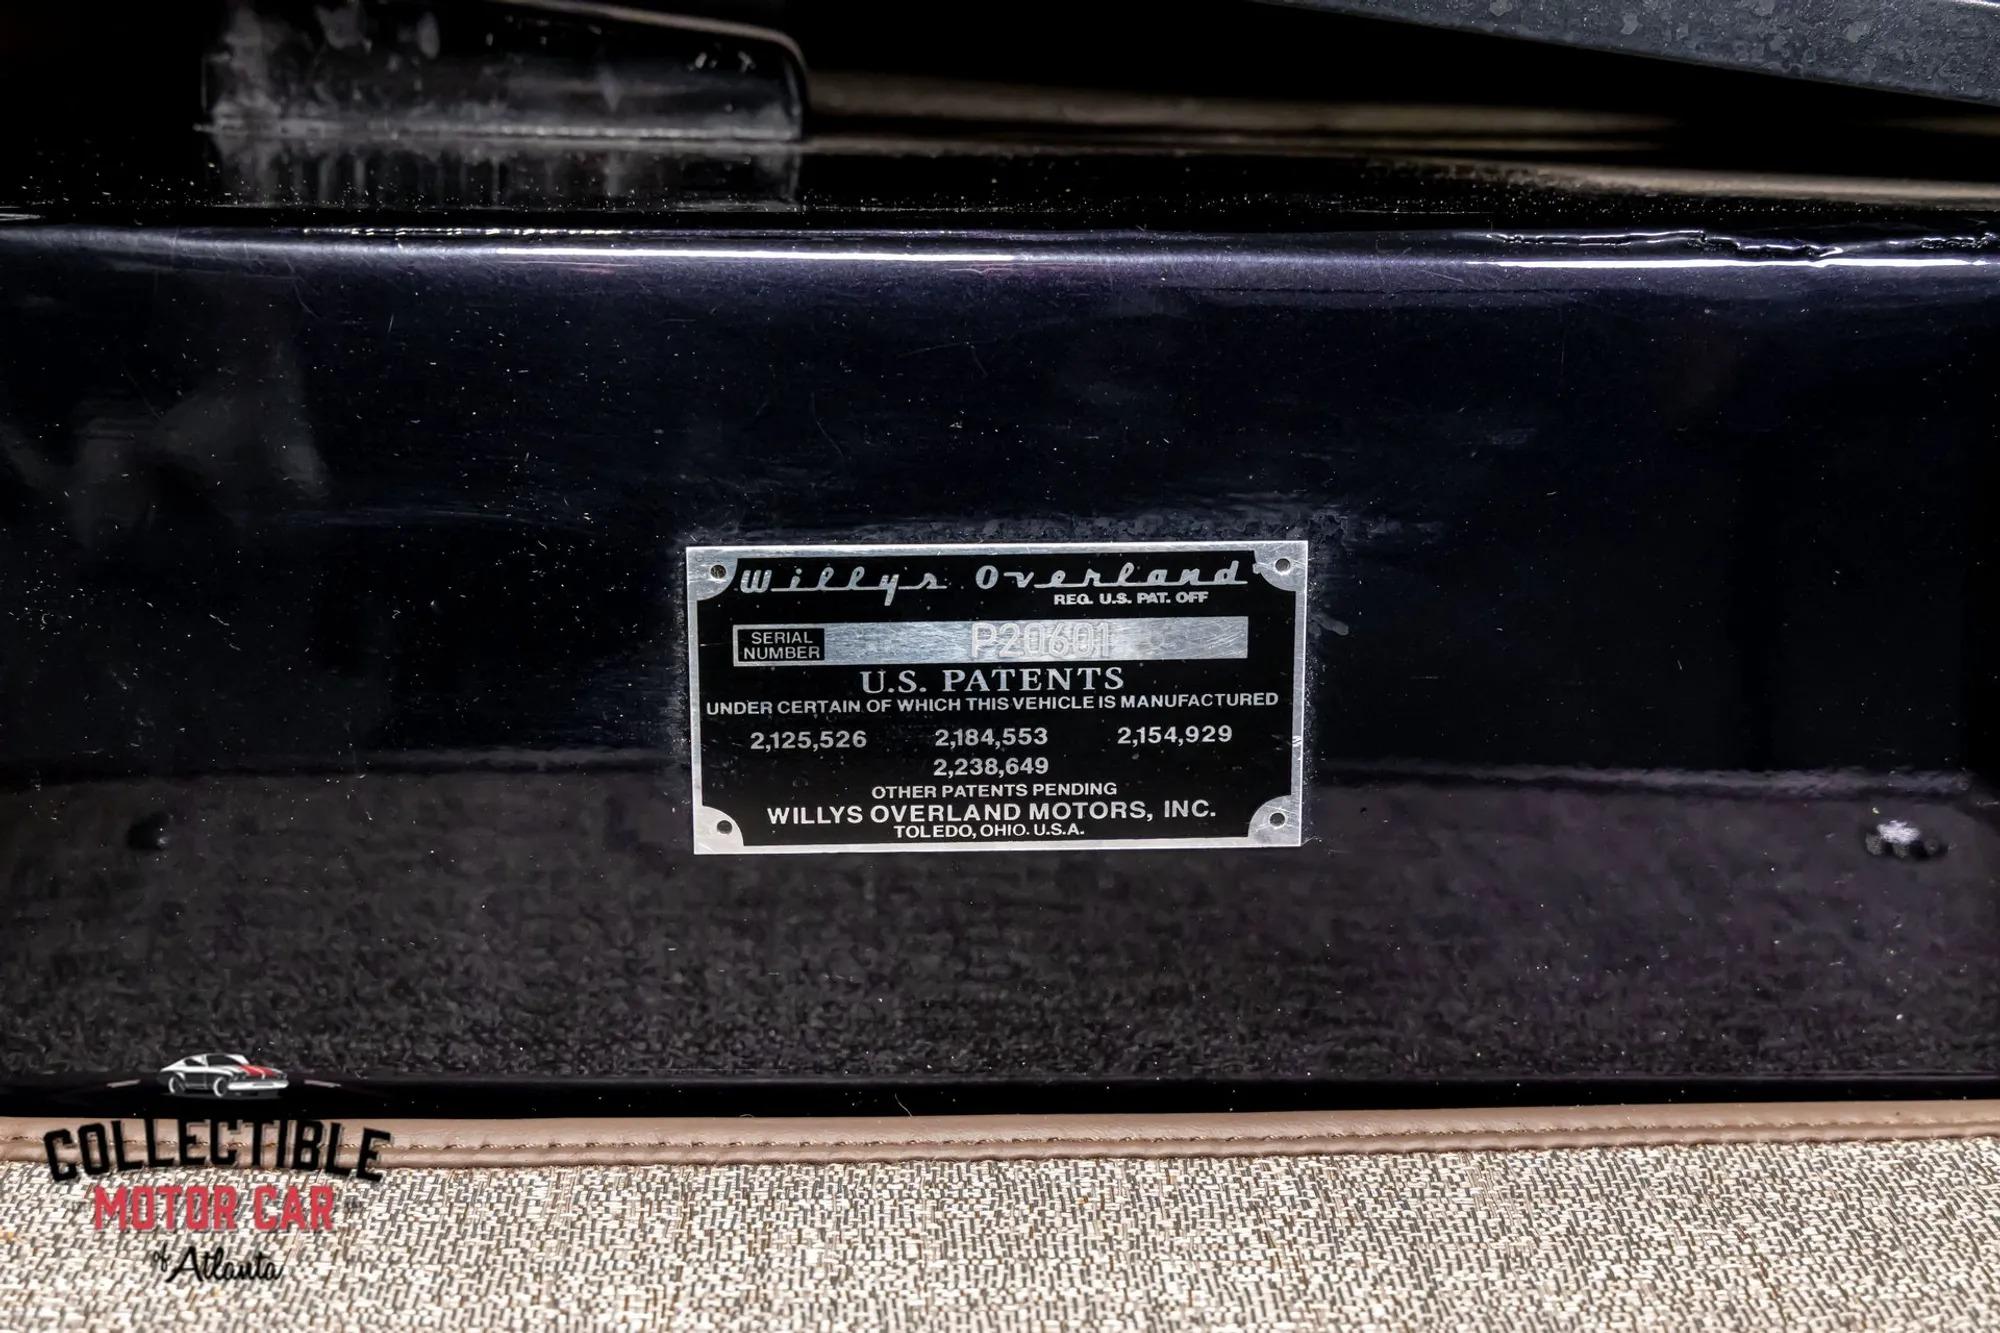 Willys Overland
REG. U.S. PAT. OFF
SERIAL
NUMBER
P20601
U.S. PATENTS
UNDER CERTAIN OF WHICH THIS VEHICLE IS MANUFACTURED
2,125,526 2,184,553 2,154,929
2,238,649
OTHER PATENTS PENDING
WILLYS OVERLAND MOTORS, INC.
TOLEDO, OHIO. U.S.A.
COLLECTIBLE
MOTOR CAR
of Atlanta